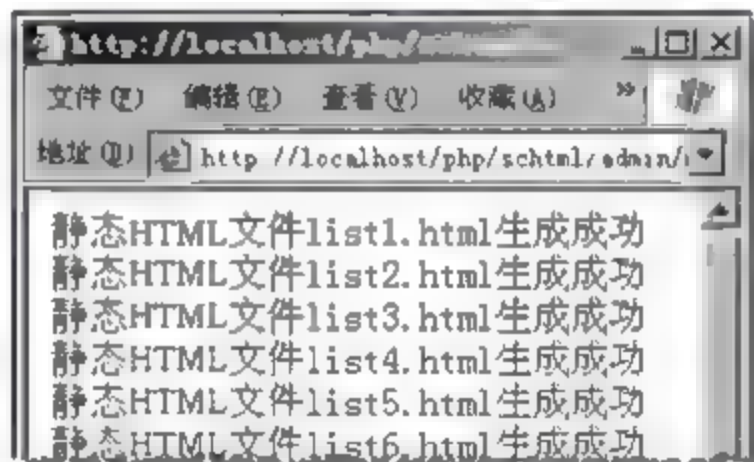 http://localhost/php/
文件(F) 编辑(E) 查看(V) 收藏(A) »
地址(D) http //localhost/php/schtml/admin/
静态HTML文件list1.html生成成功
静态HTML文件list2.html生成成功
静态HTML文件list3.html生成成功
静态HTML文件list4.html生成成功
静态HTML文件list5.html生成成功
静态HTML文件list6.html生成成功